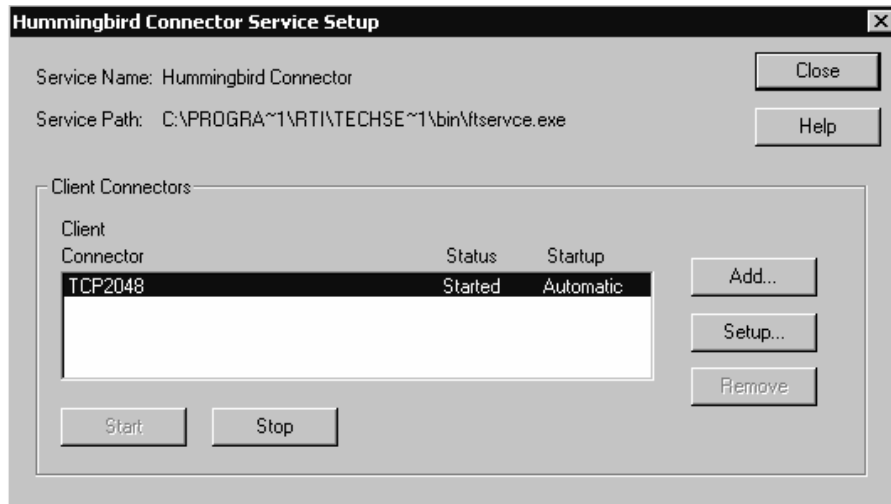 Hummingbird Connector Service Setup
Service Name: Hummingbird Connector
Close
Service Path: C:\PROGRA~1\RTI\TECHSE~1\bin\ftservce.exe
Help
Client Connectors
Client
Connector Status Startup
TCP2048 Started Automatic
Add...
Setup...
Remove
Start Stop